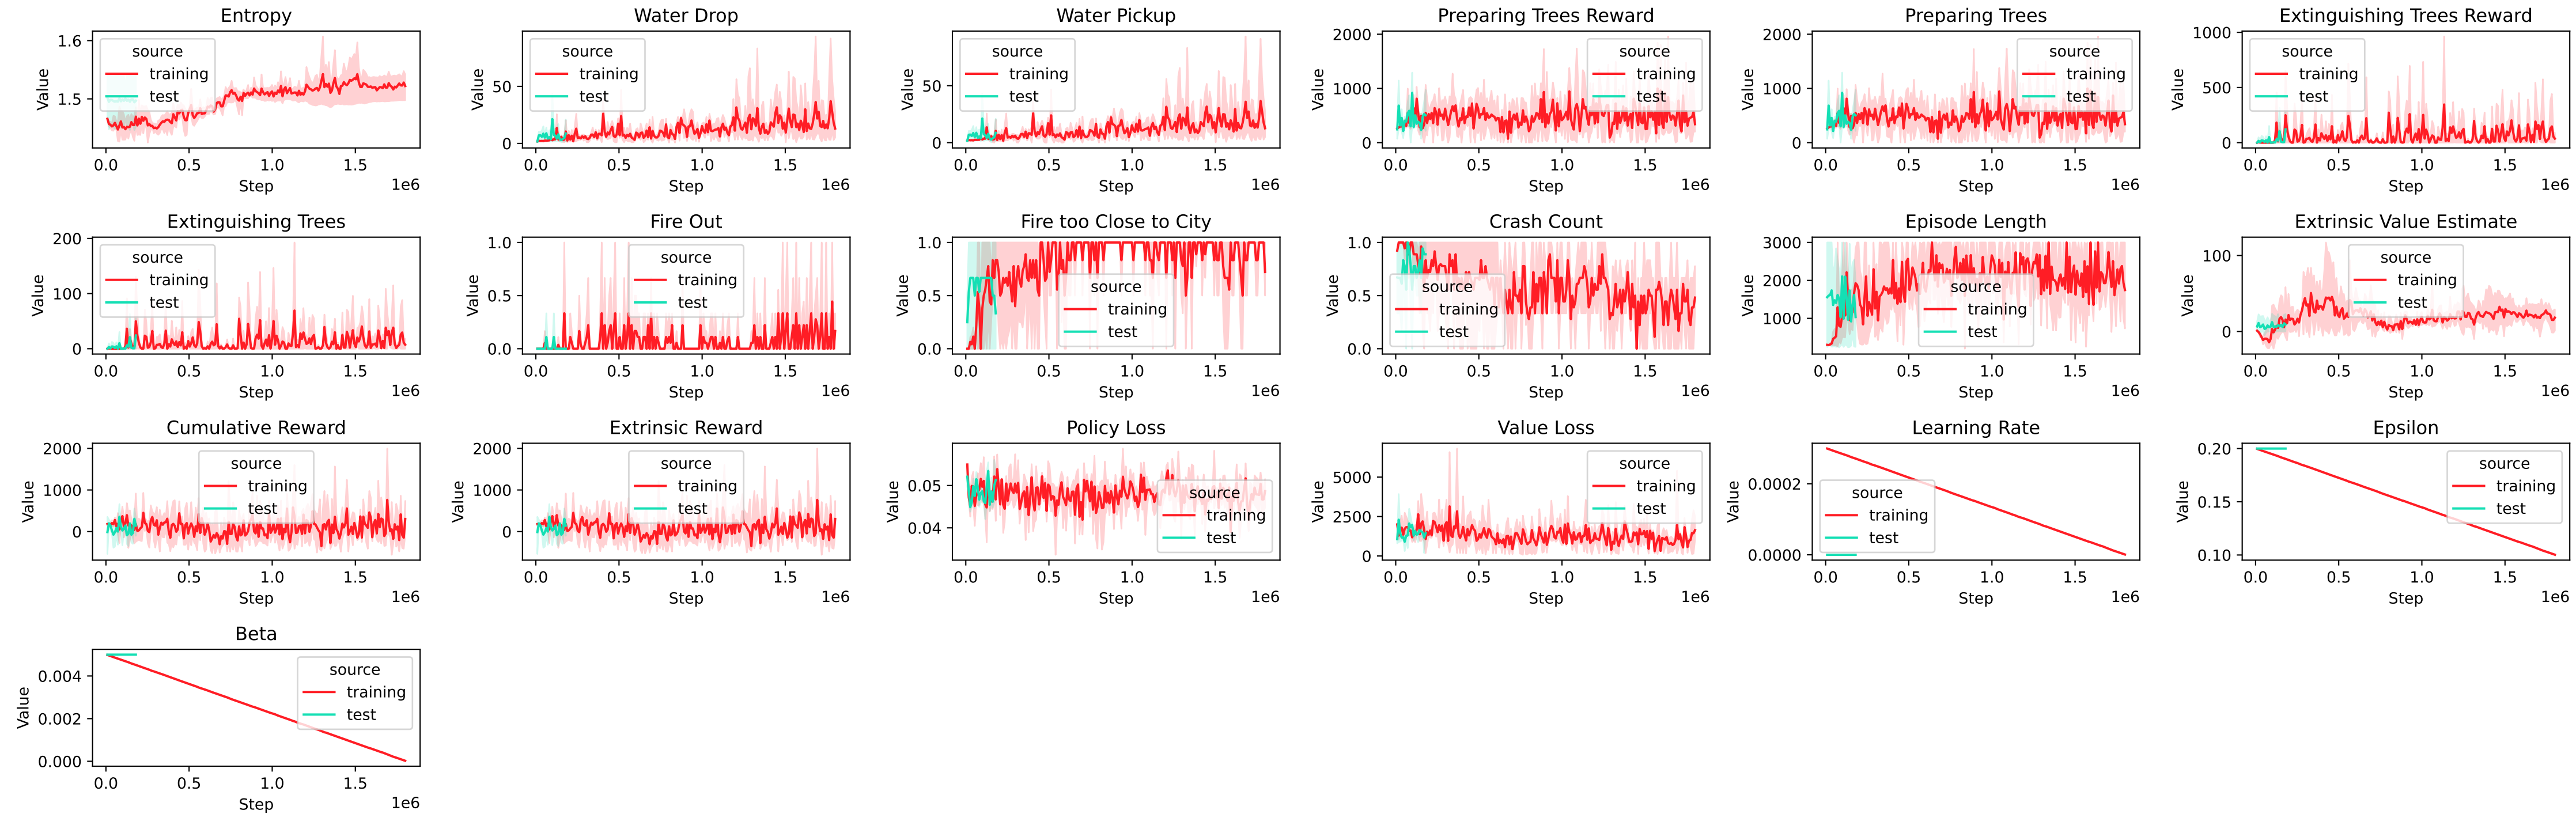 Entropy
Value
1.6
1.5
source
training
test
0.0 0.5 1.0 1.5
Step
1e6
Water Drop
Value
50
0
source
training
test
0.0 0.5 1.0 1.5
Step
1e6
Water Pickup
Value
50
0
source
training
test
0.0 0.5 1.0 1.5
Step
1e6
Preparing Trees Reward
Value
2000
1000
0
source
training
test
0.0 0.5 1.0 1.5
Step
1e6
Preparing Trees
Value
2000
1000
0
source
training
test
0.0 0.5 1.0 1.5
Step
1e6
Extinguishing Trees Reward
Value
1000
500
0
source
training
test
0.0 0.5 1.0 1.5
Step
1e6
Extinguishing Trees
Value
200
100
0
source
training
test
0.0 0.5 1.0 1.5
Step
1e6
Fire Out
Value
1.0
0.5
0.0
source
training
test
0.0 0.5 1.0 1.5
Step
1e6
Fire too Close to City
Value
1.0
0.5
0.0
source
training
test
0.0 0.5 1.0 1.5
Step
1e6
Crash Count
Value
1.0
0.5
0.0
source
training
test
0.0 0.5 1.0 1.5
Step
1e6
Episode Length
Value
3000
2000
1000
source
training
test
0.0 0.5 1.0 1.5
Step
1e6
Extrinsic Value Estimate
Value
100
0
source
training
test
0.0 0.5 1.0 1.5
Step
1e6
Cumulative Reward
Value
2000
1000
0
source
training
test
0.0 0.5 1.0 1.5
Step
1e6
Extrinsic Reward
Value
2000
1000
0
source
training
test
0.0 0.5 1.0 1.5
Step
1e6
Policy Loss
Value
0.05
0.04
source
training
test
0.0 0.5 1.0 1.5
Step
1e6
Value Loss
Value
5000
2500
0
source
training
test
0.0 0.5 1.0 1.5
Step
1e6
Learning Rate
Value
0.0002
0.0000
source
training
test
0.0 0.5 1.0 1.5
Step
1e6
Epsilon
Value
0.20
0.15
0.10
source
training
test
0.0 0.5 1.0 1.5
Step
1e6
Beta
Value
0.004
0.002
0.000
source
training
test
0.0 0.5 1.0 1.5
Step
1e6